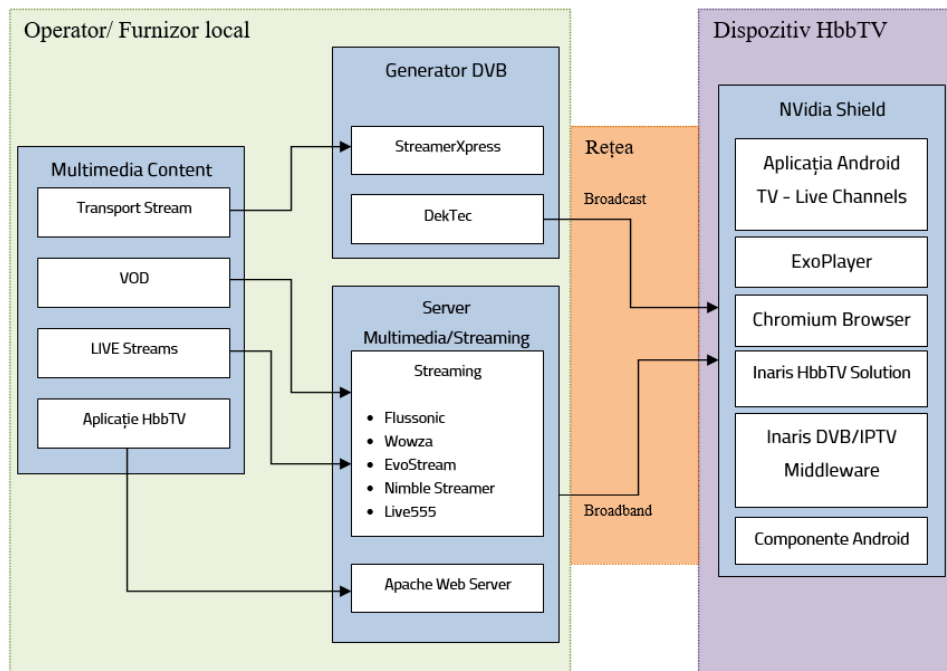 Operator/ Furnizor local
Multimedia Content
Transport Stream
VOD
LIVE Streams
Aplicație HbbTV
Generator DVB
StreamerXpress
DekTec
Server
Multimedia/Streaming
Streaming
• Flussonic
• Wowza
• EvoStream
• Nimble Streamer
• Live555
Apache Web Server
Rețea
Broadcast
Broadband
Dispozitiv HbbTV
NVidia Shield
Aplicația Android
TV - Live Channels
ExoPlayer
Chromium Browser
Inaris HbbTV Solution
Inaris DVB/IPTV
Middleware
Componente Android